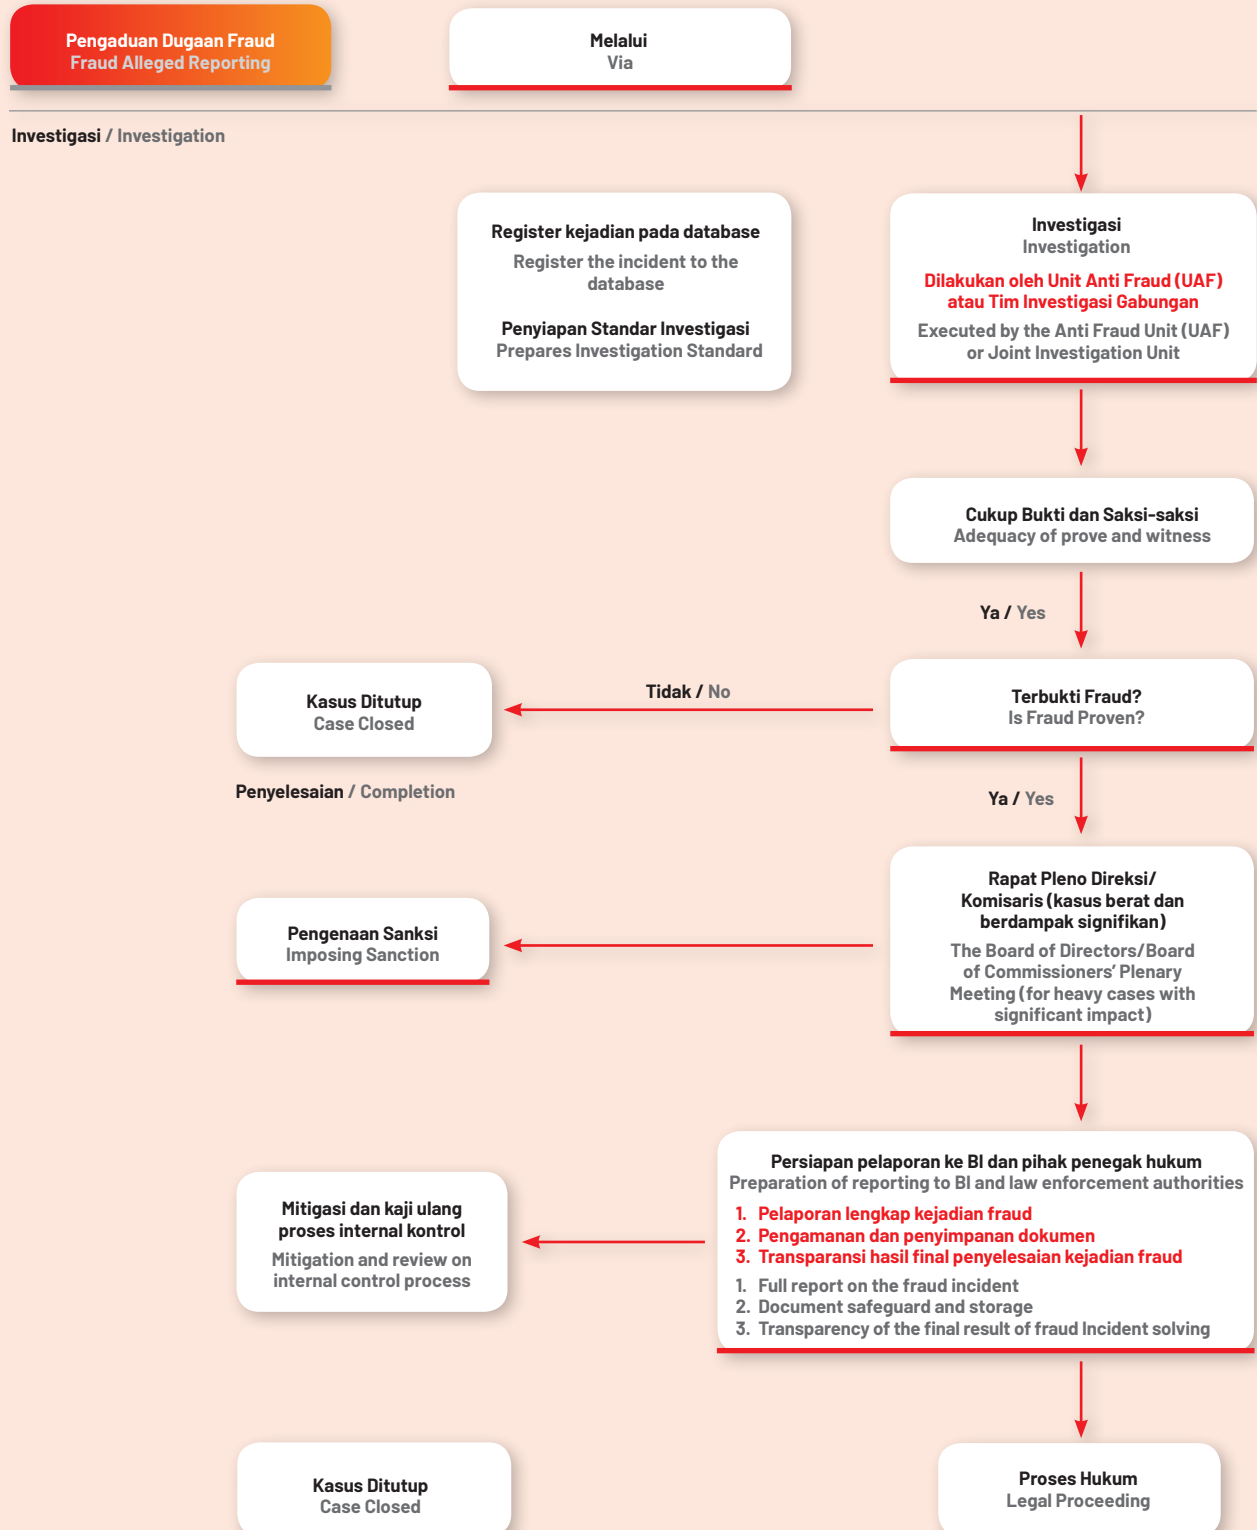 Pengaduan Dugaan Fraud
Fraud Alleged Reporting
Melalui
Via
Investigasi / Investigation
Register kejadian pada database
Register the incident to the
database
Penyiapan Standar Investigasi
Prepares Investigation Standard
Investigasi
Investigation
Dilakukan oleh Unit Anti Fraud (UAF)
atau Tim Investigasi Gabungan
Executed by the Anti Fraud Unit (UAF)
or Joint Investigation Unit
Cukup Bukti dan Saksi-saksi
Adequacy of prove and witness
Ya / Yes
Kasus Ditutup
Case Closed
Tidak / No
Terbukti Fraud?
Is Fraud Proven?
Penyelesaian / Completion
Ya / Yes
Pengenaan Sanksi
Imposing Sanction
Rapat Pleno Direksi/
Komisaris (kasus berat dan
berdampak signifikan)
The Board of Directors/Board
of Commissioners' Plenary
Meeting (for heavy cases with
significant impact)
Mitigasi dan kaji ulang
proses internal kontrol
Mitigation and review on
internal control process
Persiapan pelaporan ke BI dan pihak penegak hukum
Preparation of reporting to BI and law enforcement authorities
1. Pelaporan lengkap kejadian fraud
2. Pengamanan dan penyimpanan dokumen
3. Transparansi hasil final penyelesaian kejadian fraud
1. Full report on the fraud incident
2. Document safeguard and storage
3. Transparency of the final result of fraud Incident solving
Kasus Ditutup
Case Closed
Proses Hukum
Legal Proceeding